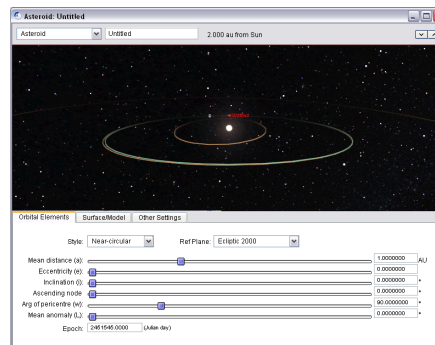 Asteroid: Untitled
Asteroid Untitled 2.000 au from Sun
Untitled
Orbital Elements Surface/Model Other Settings
Style: Near-circular Ref Plane: Ecliptic 2000
Mean distance (a): 1.0000000 AU
Eccentricity (e): 0.0000000
Inclination (i): 0.0000000 °
Ascending node 0.0000000 °
Arg of pericentre (w): 90.0000000 °
Mean anomaly (L): 0.0000000 °
Epoch: 2461545.0000 (Julian day)